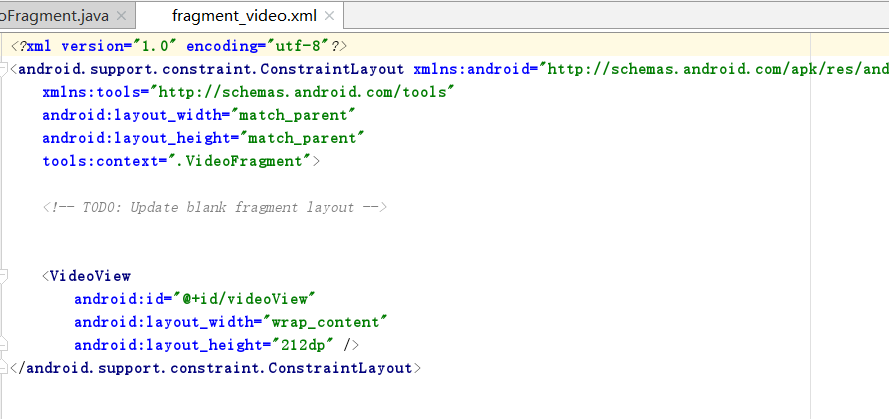 oFragment.java ×
fragment_video.xml ×
<?xml version="1.0" encoding="utf-8"?>
<android.support.constraint.ConstraintLayout xmlns:android="http://schemas.android.com/apk/res/and
xmlns:tools="http://schemas.android.com/tools"
android:layout_width="match_parent"
android:layout_height="match_parent"
tools:context=".VideoFragment">
<!-- TODO: Update blank fragment layout -->
<VideoView
android:id="@+id/videoView"
android:layout_width="wrap_content"
android:layout_height="212dp" />
</android.support.constraint.ConstraintLayout>